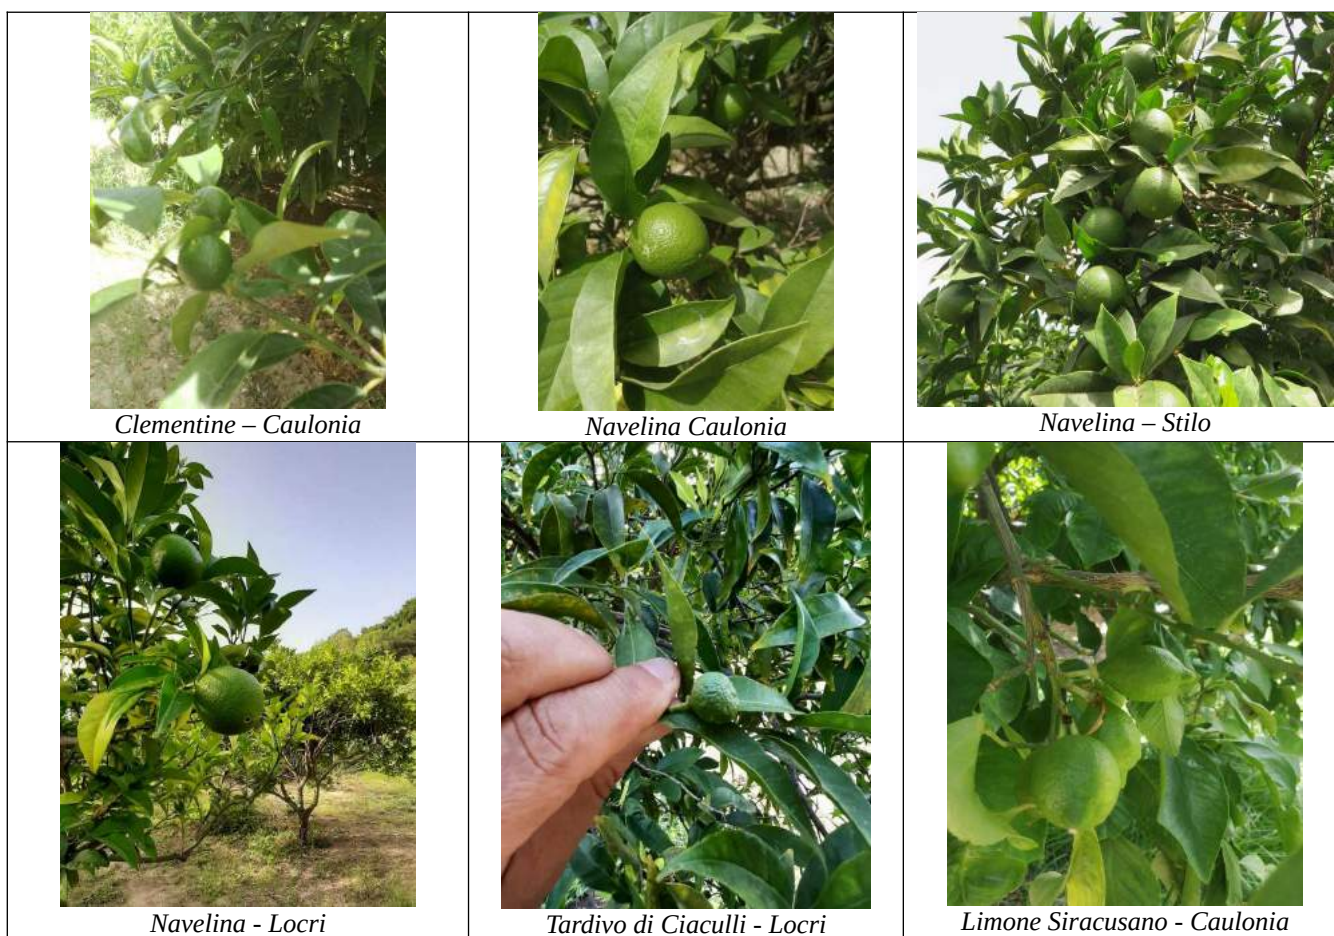 Clementine – Caulonia
Navelina Caulonia
Navelina – Stilo
Navelina - Locri
Tardivo di Ciaculli - Locri
Limone Siracusano - Caulonia